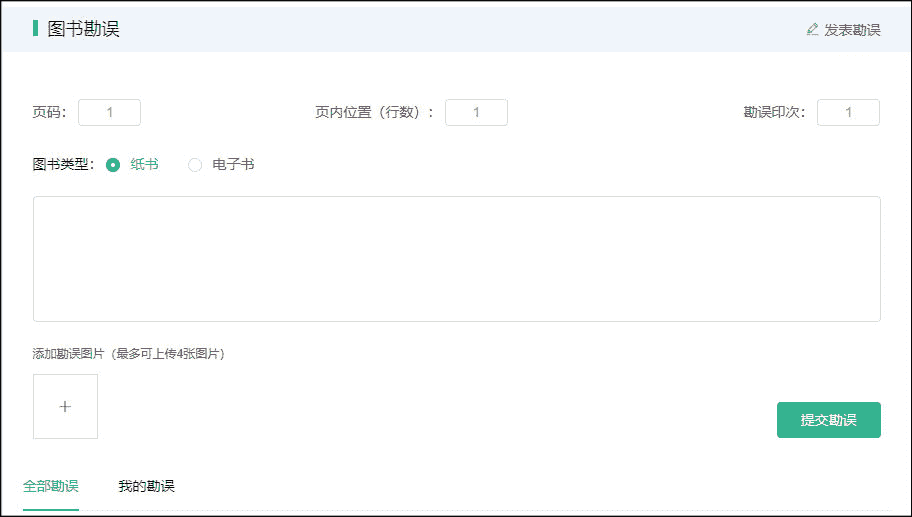 图书勘误 发表勘误
页码： 1 页内位置（行数）： 1 勘误印次： 1
图书类型： 纸书 电子书
添加勘误图片（最多可上传4张图片）
+
提交勘误
全部勘误 我的勘误